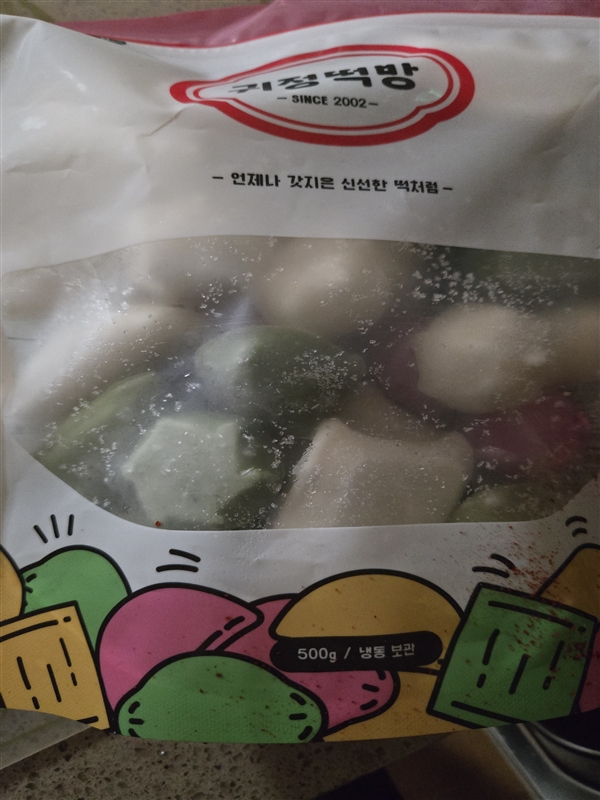 귀정떡방
– SINCE 2002 –
– 언제나 갓지은 신선한 떡처럼 –
500g / 냉동 보관